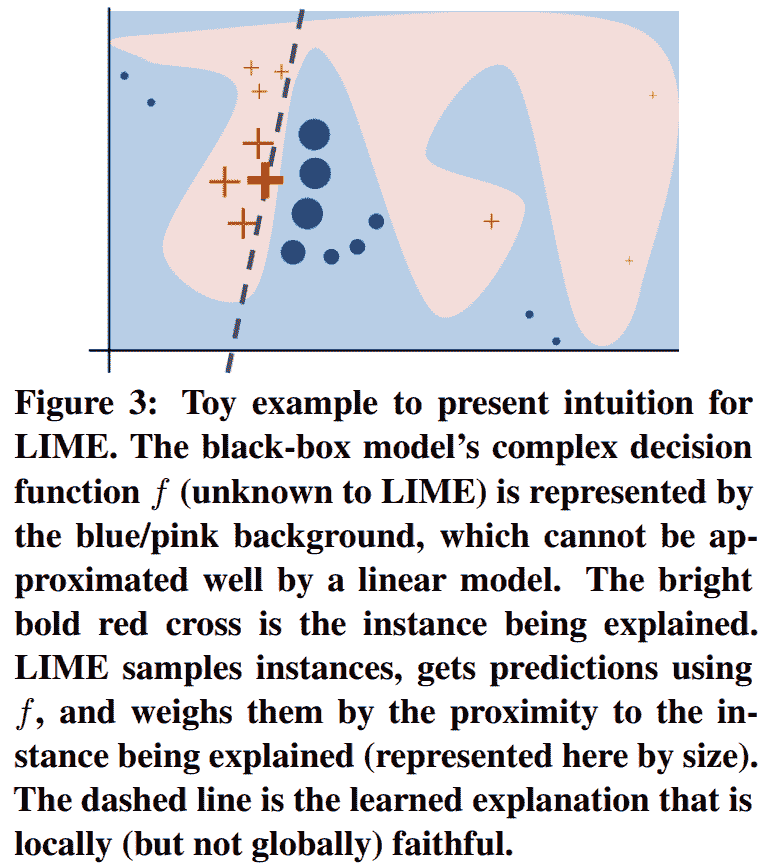 Figure 3: Toy example to present intuition for
LIME. The black-box model's complex decision
function f (unknown to LIME) is represented by
the blue/pink background, which cannot be ap-
proximated well by a linear model. The bright
bold red cross is the instance being explained.
LIME samples instances, gets predictions using
f, and weighs them by the proximity to the in-
stance being explained (represented here by size).
The dashed line is the learned explanation that is
locally (but not globally) faithful.